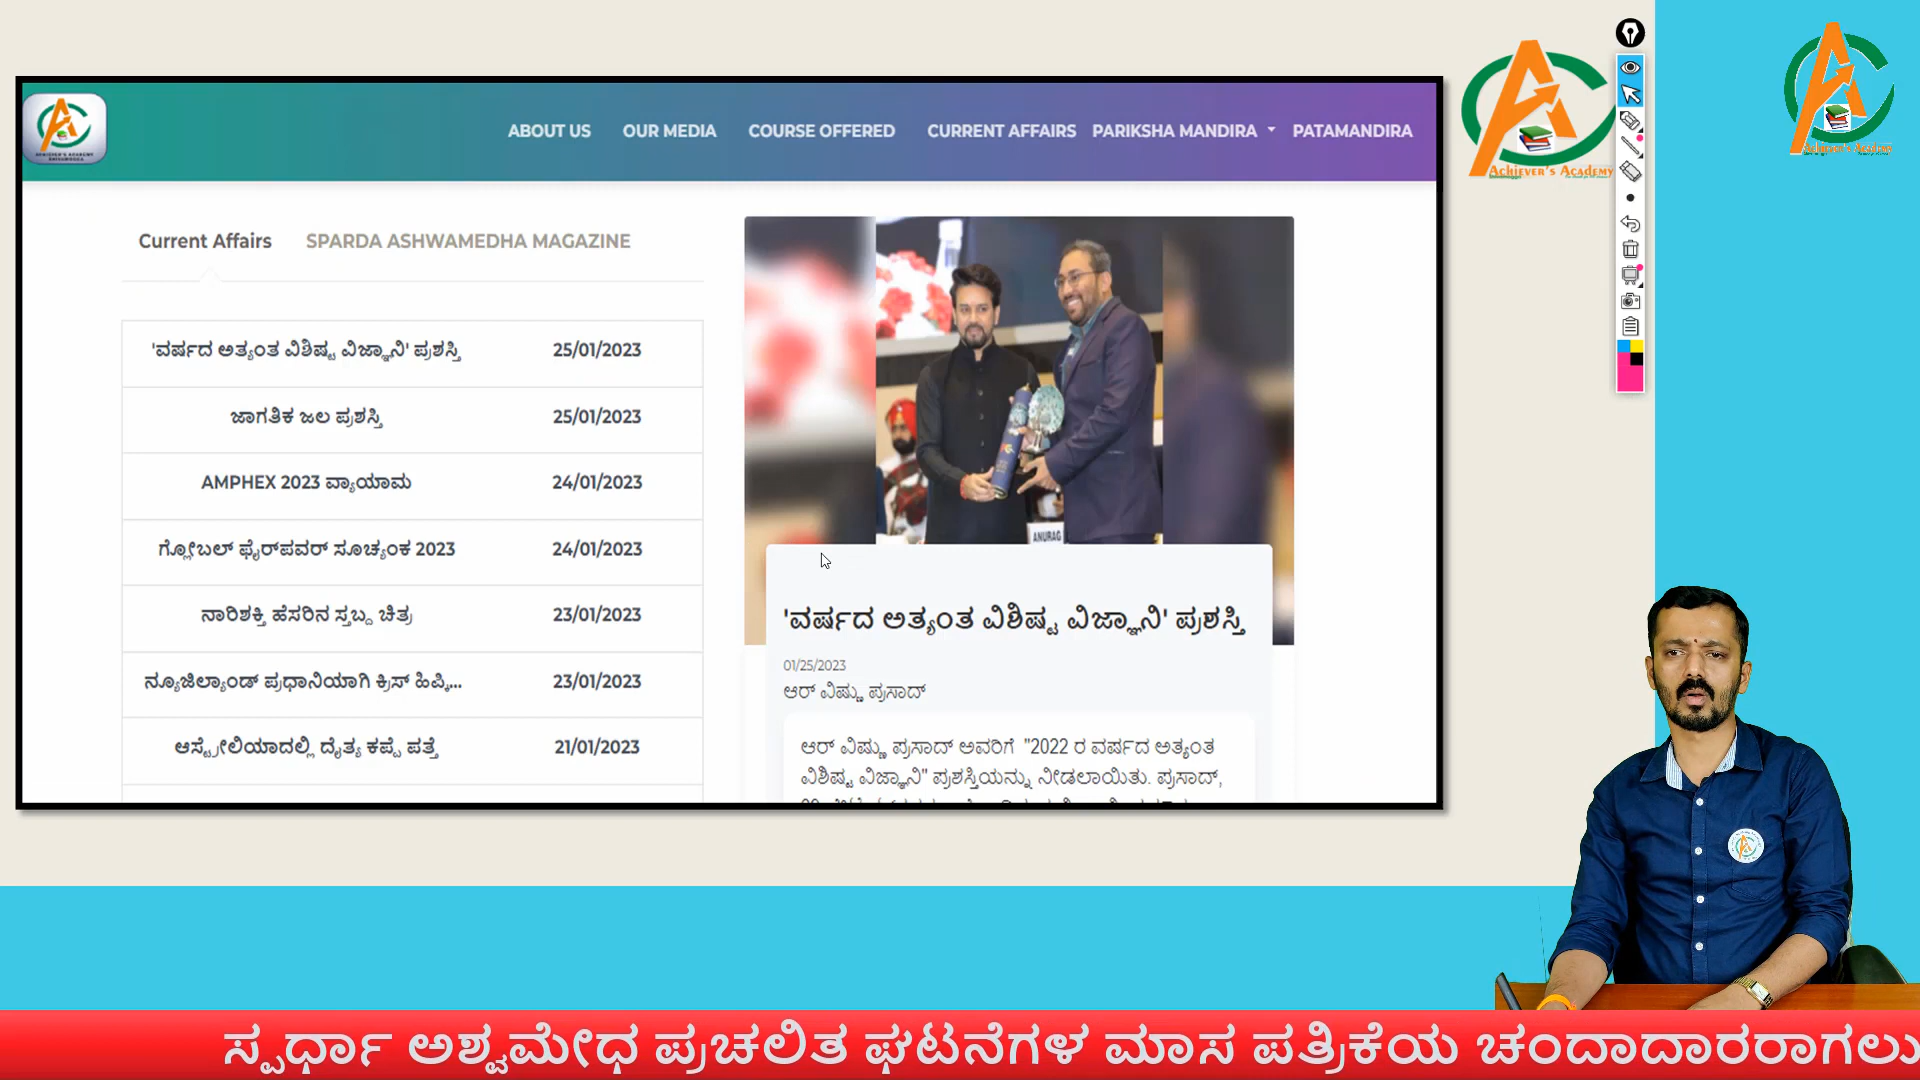 ABOUT US
OUR MEDIA
COURSE OFFERED
CURRENT AFFAIRS
PARIKSHA MANDIRA
PATAMANDIRA
Achiever's Academy
Achiever's Academy
Current Affairs
SPARDA ASHWAMEDHA MAGAZINE
'ವರ್ಷದ ಅತ್ಯಂತ ವಿಶಿಷ್ಟ ವಿಜ್ಞಾನಿ' ಪ್ರಶಸ್ತಿ 25/01/2023
ಜಾಗತಿಕ ಜಲ ಪ್ರಶಸ್ತಿ 25/01/2023
AMPHEX 2023 ವ್ಯಾಯಾಮ 24/01/2023
ಗ್ಲೋಬಲ್ ಫೈರ್‌ಪವರ್ ಸೂಚ್ಯಂಕ 2023 24/01/2023
ನಾರಿಶಕ್ತಿ ಹೆಸರಿನ ಸ್ತಬ್ದ ಚಿತ್ರ 23/01/2023
ನ್ಯೂಜಿಲ್ಯಾಂಡ್ ಪ್ರಧಾನಿಯಾಗಿ ಕ್ರಿಸ್ ಹಿಪ್ಕಿ... 23/01/2023
ಆಸ್ಟ್ರೇಲಿಯಾದಲ್ಲಿ ದೈತ್ಯ ಕಪ್ಪೆ ಪತ್ತೆ 21/01/2023
ANURAG
'ವರ್ಷದ ಅತ್ಯಂತ ವಿಶಿಷ್ಟ ವಿಜ್ಞಾನಿ' ಪ್ರಶಸ್ತಿ
01/25/2023
ಆರ್ ವಿಷ್ಣು ಪ್ರಸಾದ್
ಆರ್ ವಿಷ್ಣು ಪ್ರಸಾದ್ ಅವರಿಗೆ "2022 ರ ವರ್ಷದ ಅತ್ಯಂತ
ವಿಶಿಷ್ಟ ವಿಜ್ಞಾನಿ" ಪ್ರಶಸ್ತಿಯನ್ನು ನೀಡಲಾಯಿತು. ಪ್ರಸಾದ್,
ಸ್ಪರ್ಧಾ ಅಶ್ವಮೇಧ ಪ್ರಚಲಿತ ಘಟನೆಗಳ ಮಾಸ ಪತ್ರಿಕೆಯ ಚಂದಾದಾರರಾಗಲು